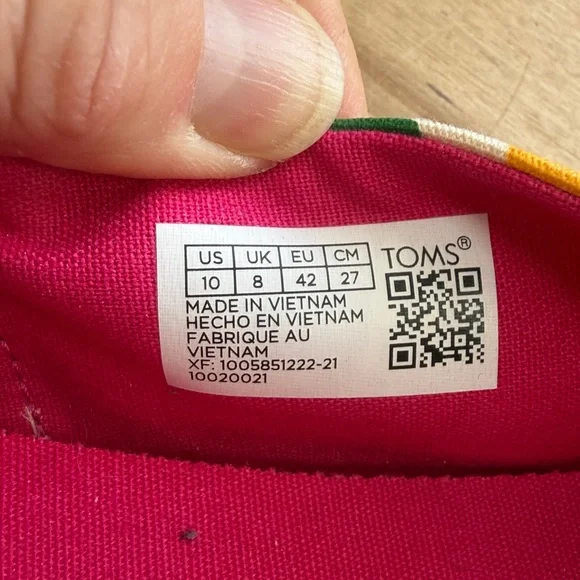 US UK EU CM TOMS®
10 8 42 27
MADE IN VIETNAM
HECHO EN VIETNAM
FABRIQUE AU
VIETNAM
XF: 1005851222-21
10020021